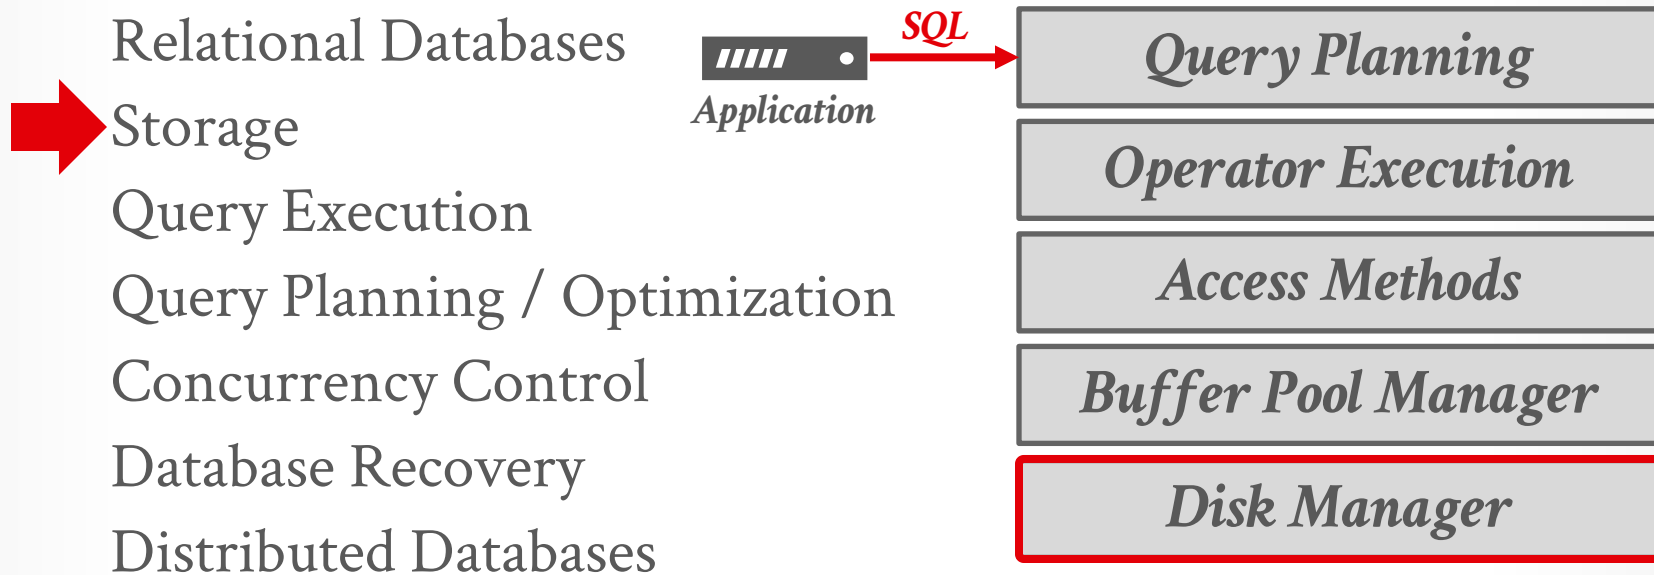 Relational Databases
Storage
Query Execution
Query Planning / Optimization
Concurrency Control
Database Recovery
Distributed Databases
SQL
Application
Query Planning
Operator Execution
Access Methods
Buffer Pool Manager
Disk Manager